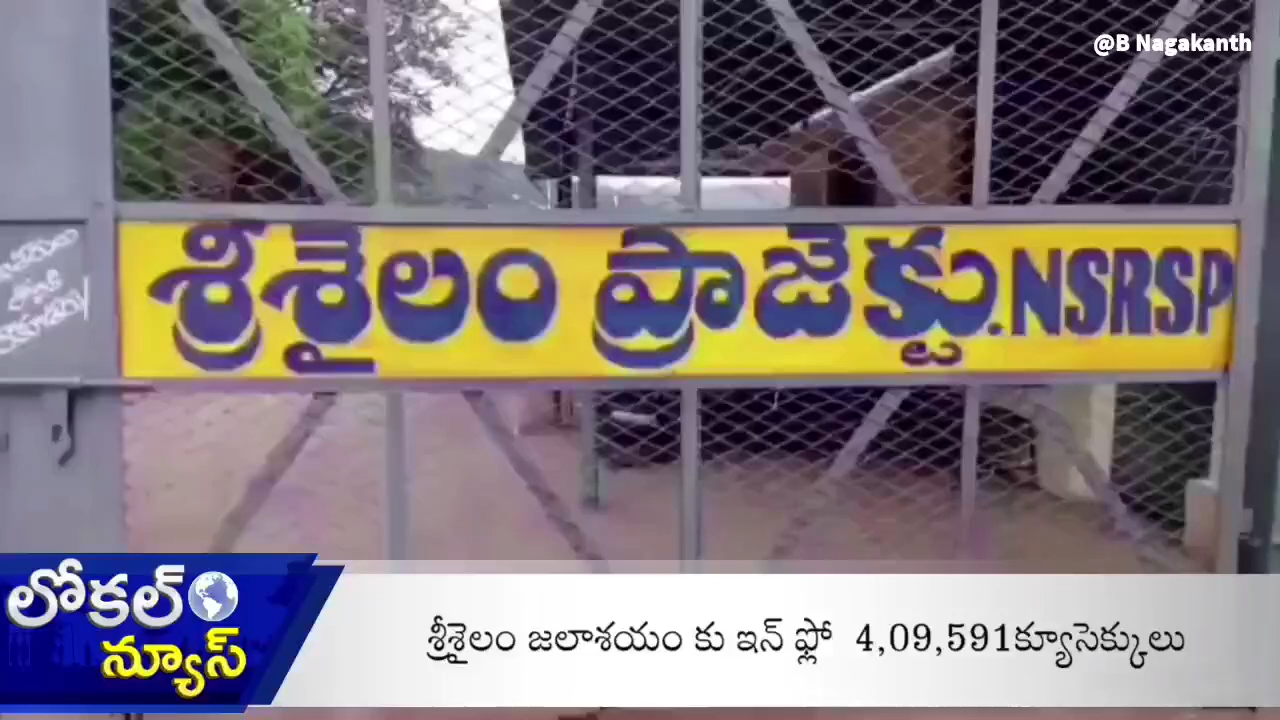 @B Nagakanth
శ్రీశైలం ప్రాజెక్టు.NSRSP
లోకల్
న్యూస్
శ్రీశైలం జలాశయం కు ఇన్ ఫ్లో 4,09,591క్యూసెక్కులు